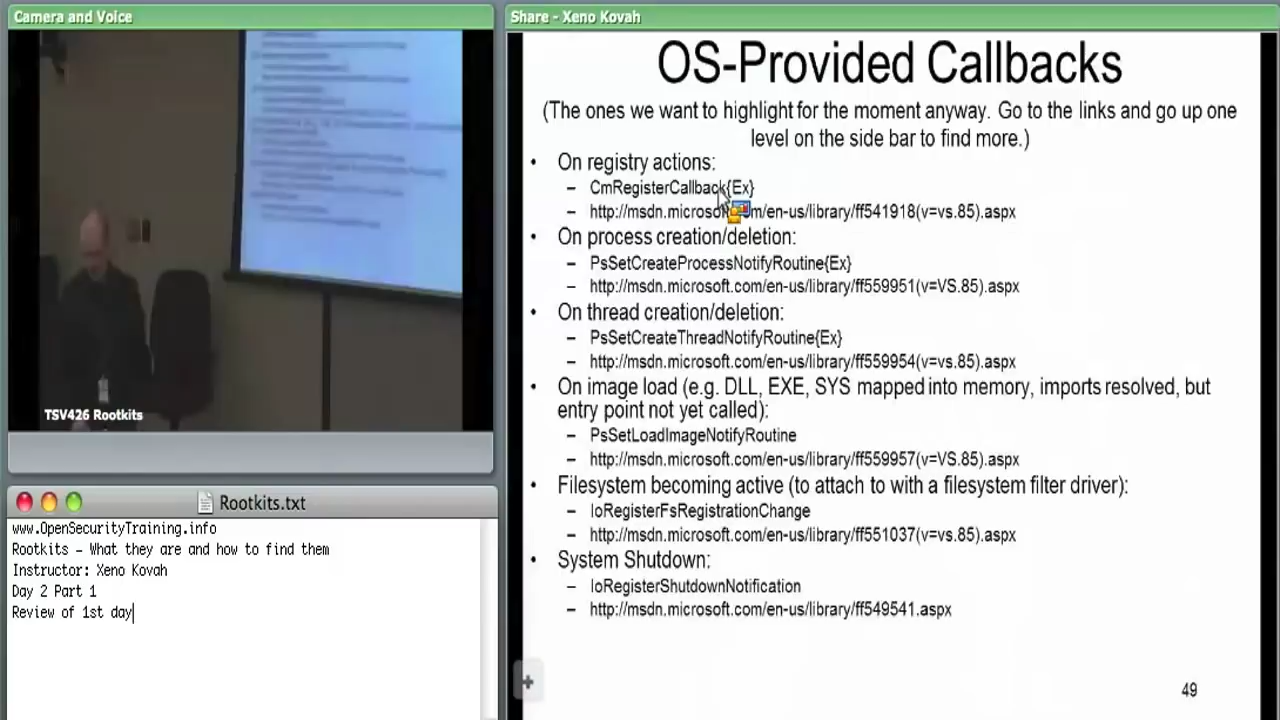 Camera and Voice
TSV426 Rootkits
Rootkits.txt
www.OpenSecurityTraining.info
Rootkits – What they are and how to find them
Instructor: Xeno Kovah
Day 2 Part 1
Review of 1st day
Share - Xeno Kovah
OS-Provided Callbacks
(The ones we want to highlight for the moment anyway. Go to the links and go up one
level on the side bar to find more.)
• On registry actions:
– CmRegisterCallback{Ex}
– http://msdn.microsoft.com/en-us/library/ff541918(v=vs.85).aspx
• On process creation/deletion:
– PsSetCreateProcessNotifyRoutine{Ex}
– http://msdn.microsoft.com/en-us/library/ff559951(v=VS.85).aspx
• On thread creation/deletion:
– PsSetCreateThreadNotifyRoutine{Ex}
– http://msdn.microsoft.com/en-us/library/ff559954(v=vs.85).aspx
• On image load (e.g. DLL, EXE, SYS mapped into memory, imports resolved, but
entry point not yet called):
– PsSetLoadImageNotifyRoutine
– http://msdn.microsoft.com/en-us/library/ff559957(v=VS.85).aspx
• Filesystem becoming active (to attach to with a filesystem filter driver):
– IoRegisterFsRegistrationChange
– http://msdn.microsoft.com/en-us/library/ff551037(v=vs.85).aspx
• System Shutdown:
– IoRegisterShutdownNotification
– http://msdn.microsoft.com/en-us/library/ff549541.aspx
49